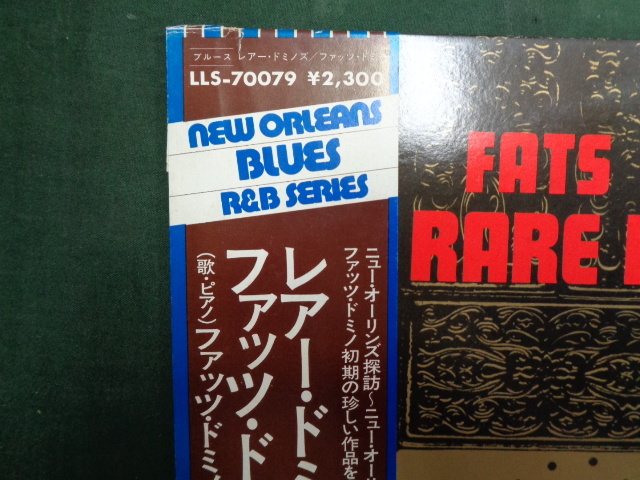 ブルース レアー・ドミノズ/ファッツ・ドミ
LLS-70079 ¥2,300
NEW ORLEANS
BLUES
R&B SERIES
ニュー・オーリンズ探訪〜ニュー・オー
ファッツ・ドミノ初期の珍しい作品を
レアー・ドミ
ファッツ・ド
(歌・ピアノ)ファッツ・ドミノ
FATS
RARE